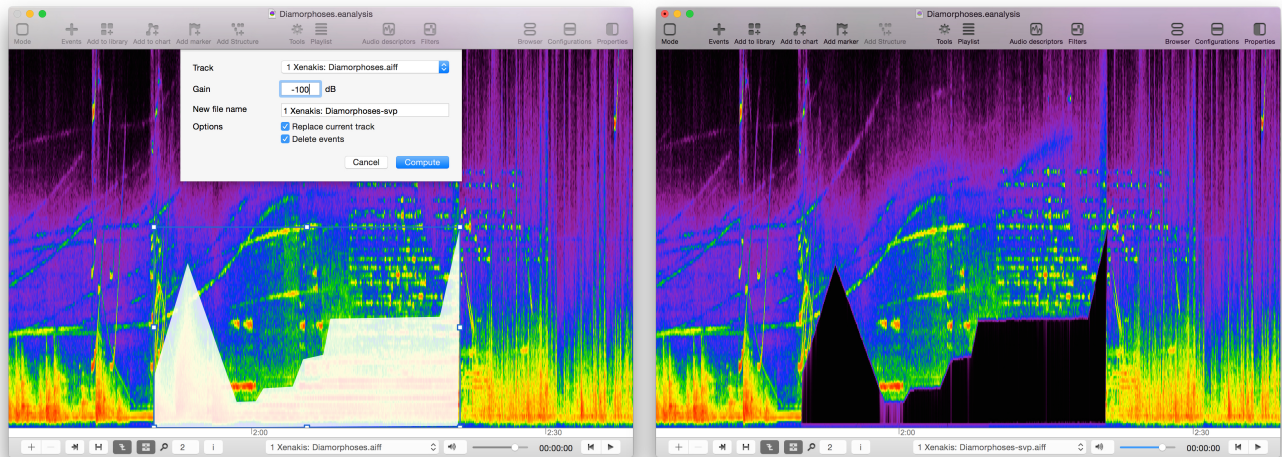 Diamorphoses.eanalysis
Mode Events Add to library Add to chart Add marker Add Structure Tools Playlist Audio descriptors Filters Browser Configurations Properties
Track 1 Xenakis: Diamorphoses.aiff
Gain -100 dB
New file name 1 Xenakis: Diamorphoses-svp
Options Replace current track
Delete events
Cancel Compute
2:00 2:30
2 i 1 Xenakis: Diamorphoses.aiff 00:00:00
Diamorphoses.eanalysis
Mode Events Add to library Add to chart Add marker Add Structure Tools Playlist Audio descriptors Filters Browser Configurations Properties
2:00 2:30
2 i 1 Xenakis: Diamorphoses-svp.aiff 00:00:00